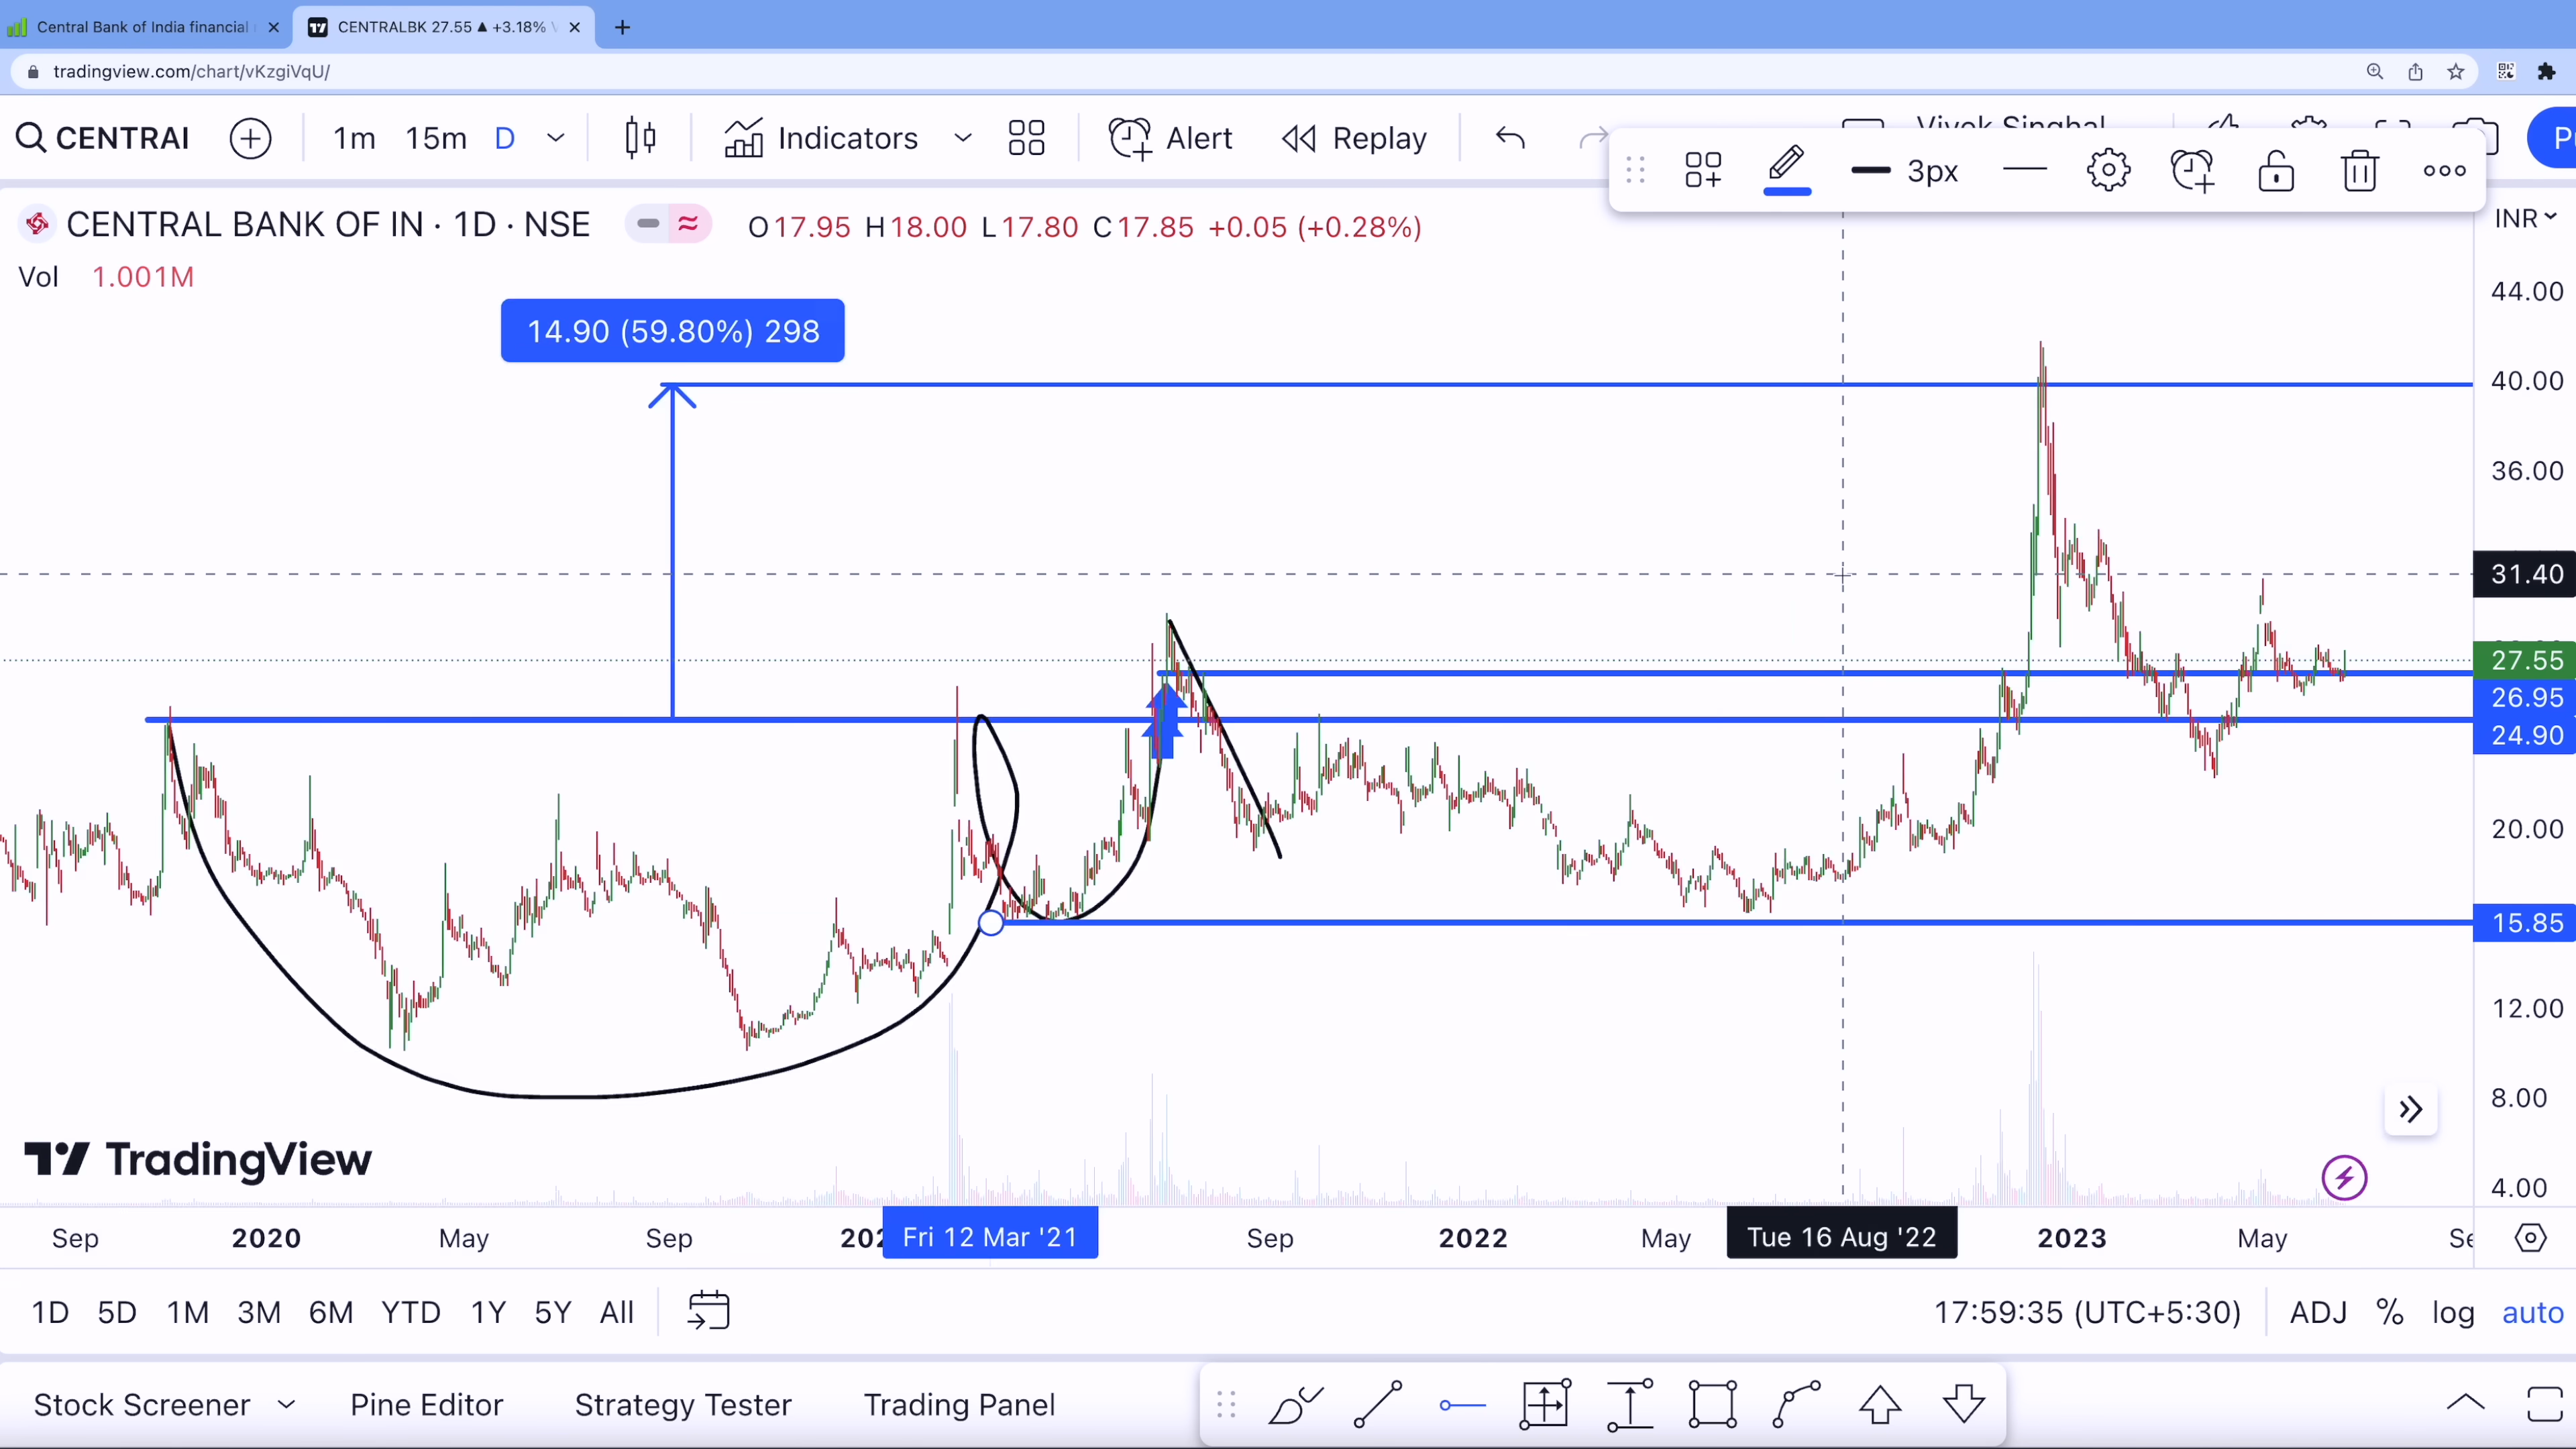 Central Bank of India financial
CENTRALBK 27.55 ▲ +3.18%
tradingview.com/chart/vKzgiVqU/
CENTRAI
1m 15m D
Indicators
Alert
Replay
Vivek Singhal
3px
CENTRAL BANK OF IN · 1D · NSE
O17.95 H18.00 L17.80 C17.85 +0.05 (+0.28%)
INR
Vol 1.001M
44.00
14.90 (59.80%) 298
40.00
36.00
31.40
27.55
26.95
24.90
20.00
15.85
12.00
8.00
TradingView
4.00
Sep 2020 May Sep Fri 12 Mar '21 Sep 2022 May Tue 16 Aug '22 2023 May
1D 5D 1M 3M 6M YTD 1Y 5Y All
17:59:35 (UTC+5:30) ADJ % log auto
Stock Screener Pine Editor Strategy Tester Trading Panel